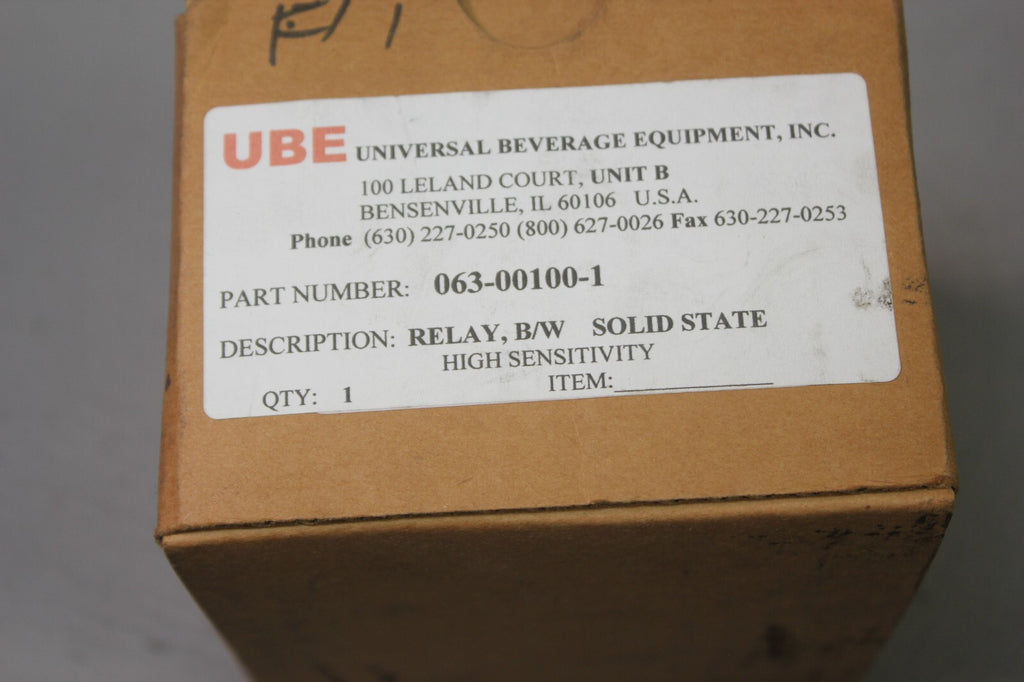 UBE UNIVERSAL BEVERAGE EQUIPMENT, INC.
100 LELAND COURT, UNIT B
BENSENVILLE, IL 60106 U.S.A.
Phone (630) 227-0250 (800) 627-0026 Fax 630-227-0253
PART NUMBER: 063-00100-1
DESCRIPTION: RELAY, B/W SOLID STATE
HIGH SENSITIVITY
QTY: 1 ITEM: